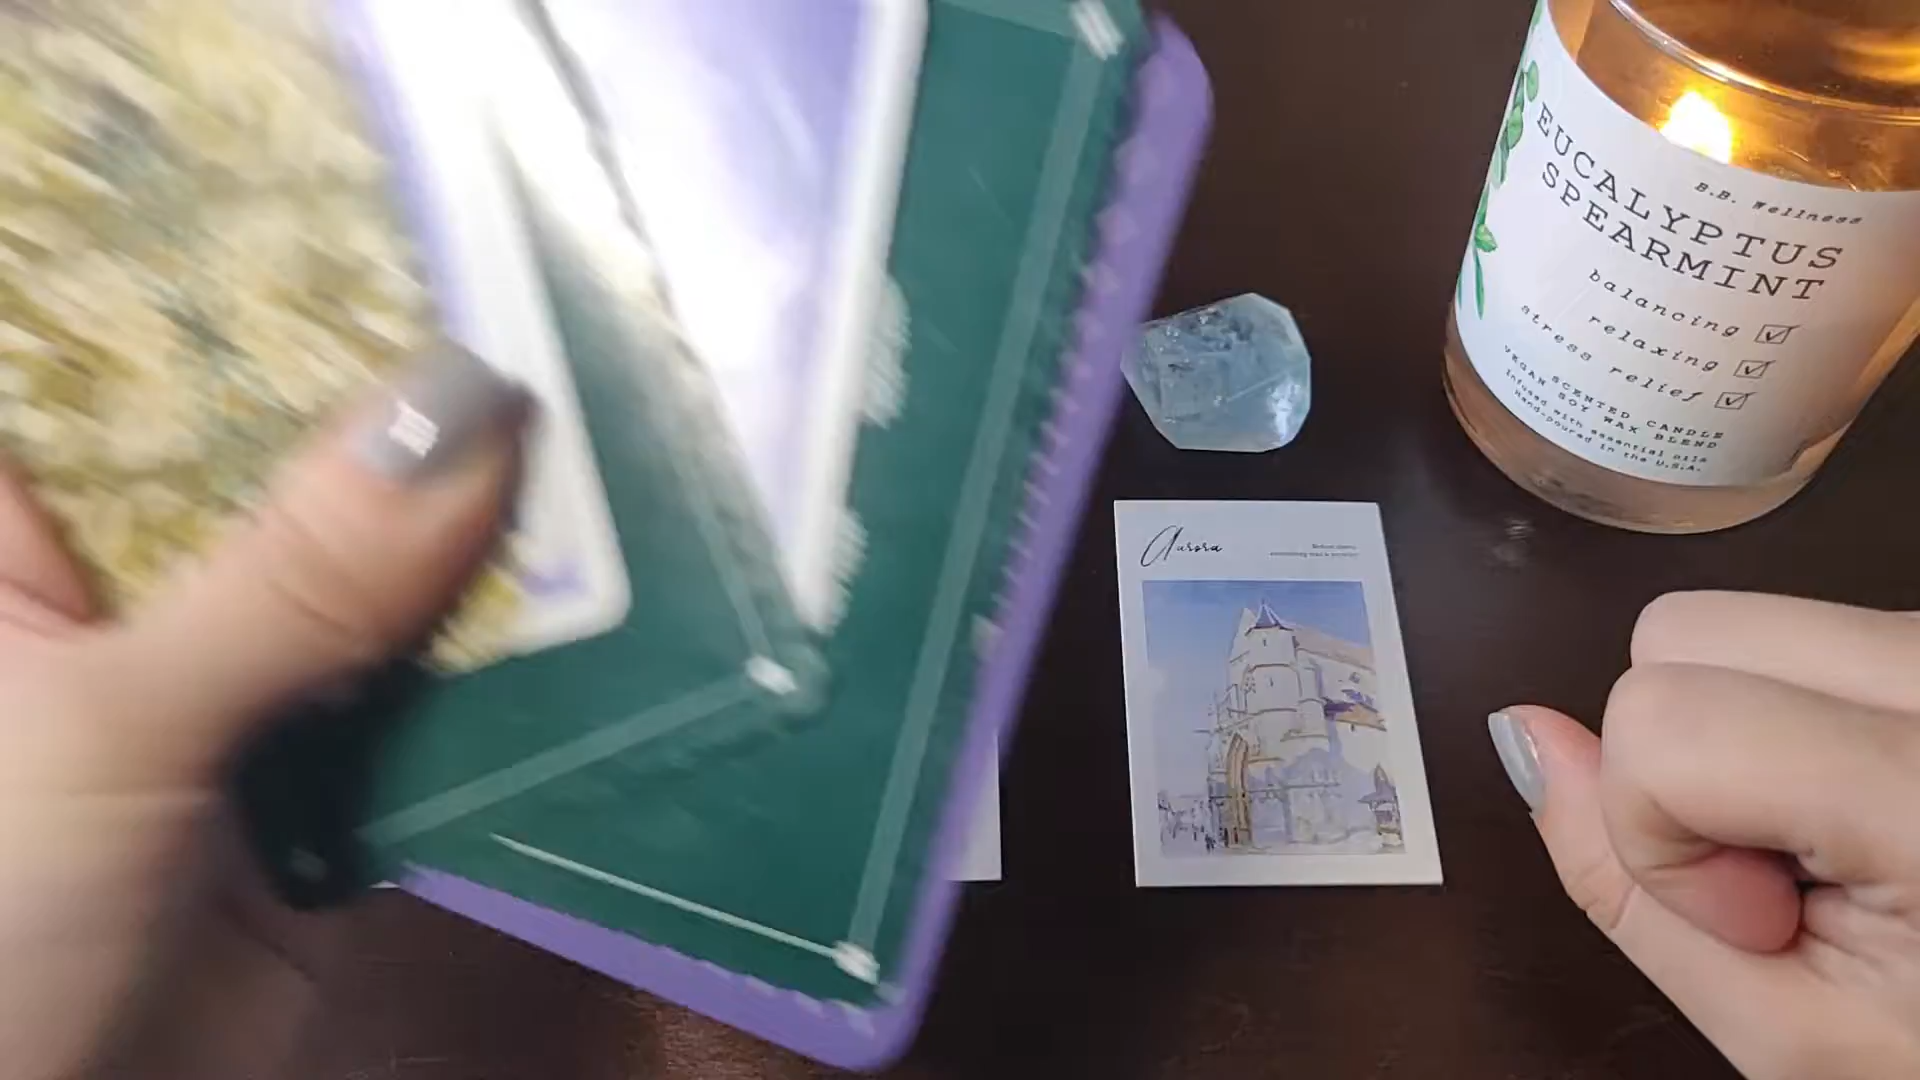 B.B. Wellness
EUCALYPTUS
SPEARMINT
balancing
relaxing
stress relief
VEGAN SCENTED CANDLE
SOY WAX BLEND
Infused with essential oils
Hand-poured in the U.S.A.
Aurora